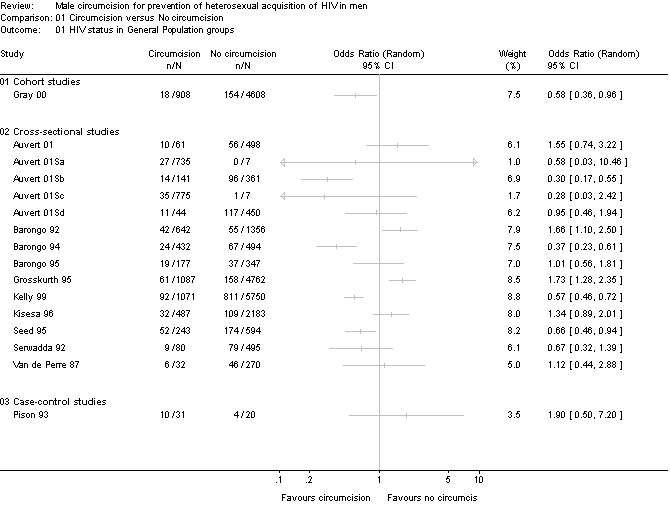 Review: Male circumcision for prevention of heterosexual acquisition of HIV in men
Comparison: 01 Circumcision versus No circumcision
Outcome: 01 HIV status in General Population groups
Study Circumcision No circumcision Odds Ratio (Random) Weight Odds Ratio (Random)
n/N n/N 95% CI (%) 95% CI
01 Cohort studies
Gray 00 18/908 154/4608 7.5 0.58 [ 0.36, 0.96 ]
02 Cross-sectional studies
Auvert 01 10/61 56/498 6.1 1.55 [ 0.74, 3.22 ]
Auvert 01Sa 27/735 0/7 1.0 0.58 [ 0.03, 10.46 ]
Auvert 01Sb 14/141 96/361 6.9 0.30 [ 0.17, 0.55 ]
Auvert 01Sc 35/775 1/7 1.7 0.28 [ 0.03, 2.42 ]
Auvert 01Sd 11/44 117/450 6.2 0.95 [ 0.46, 1.94 ]
Barongo 92 42/642 55/1356 7.9 1.66 [ 1.10, 2.50 ]
Barongo 94 24/432 67/494 7.5 0.37 [ 0.23, 0.61 ]
Barongo 95 19/177 37/347 7.0 1.01 [ 0.56, 1.81 ]
Grosskurth 95 61/1087 158/4762 8.5 1.73 [ 1.28, 2.35 ]
Kelly 99 92/1071 811/5750 8.8 0.57 [ 0.46, 0.72 ]
Kisesa 96 32/487 109/2183 8.0 1.34 [ 0.89, 2.01 ]
Seed 95 52/243 174/594 8.2 0.66 [ 0.46, 0.94 ]
Serwadda 92 9/80 79/495 6.1 0.67 [ 0.32, 1.39 ]
Van de Perre 87 6/32 46/270 5.0 1.12 [ 0.44, 2.88 ]
03 Case-control studies
Pison 93 10/31 4/20 3.5 1.90 [ 0.50, 7.20 ]
.1 .2 1 5 10
Favours circumcision Favours no circumcis